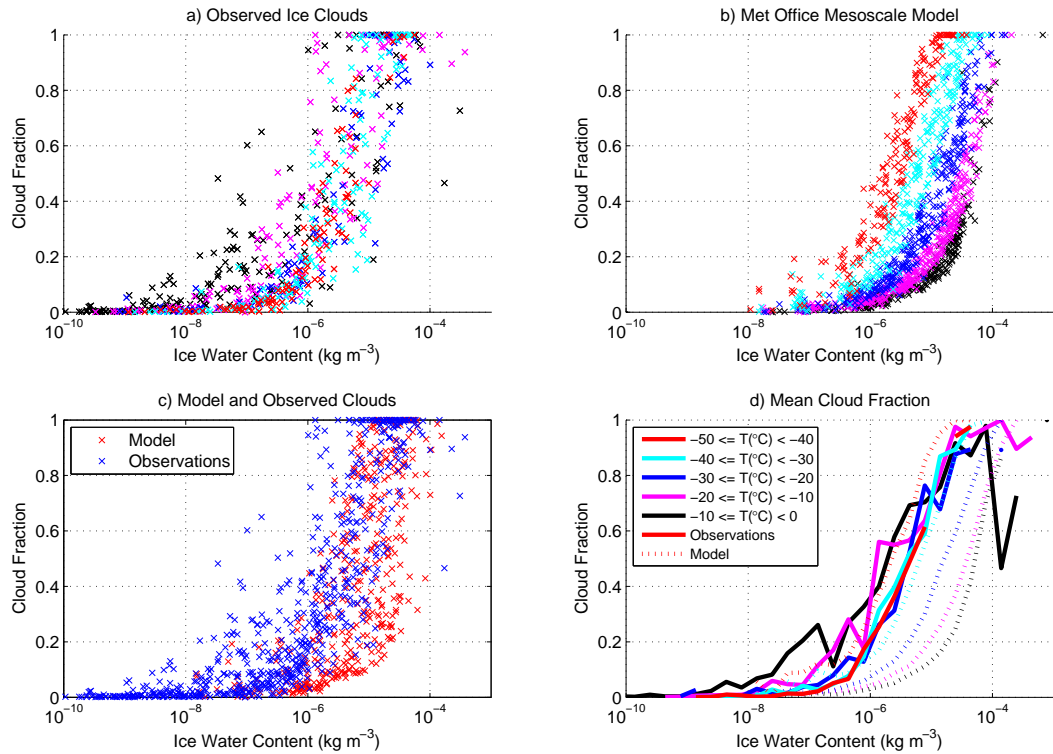 a) Observed Ice Clouds
1
0.8
0.6
0.4
0.2
0
Cloud Fraction
10⁻¹⁰ 10⁻⁸ 10⁻⁶ 10⁻⁴
Ice Water Content (kg m⁻³)
b) Met Office Mesoscale Model
1
0.8
0.6
0.4
0.2
0
Cloud Fraction
10⁻¹⁰ 10⁻⁸ 10⁻⁶ 10⁻⁴
Ice Water Content (kg m⁻³)
c) Model and Observed Clouds
1
0.8
0.6
0.4
0.2
0
Cloud Fraction
Model
Observations
10⁻¹⁰ 10⁻⁸ 10⁻⁶ 10⁻⁴
Ice Water Content (kg m⁻³)
d) Mean Cloud Fraction
1
0.8
0.6
0.4
0.2
0
Cloud Fraction
−50 <= T(°C) < −40
−40 <= T(°C) < −30
−30 <= T(°C) < −20
−20 <= T(°C) < −10
−10 <= T(°C) < 0
Observations
Model
10⁻¹⁰ 10⁻⁸ 10⁻⁶ 10⁻⁴
Ice Water Content (kg m⁻³)